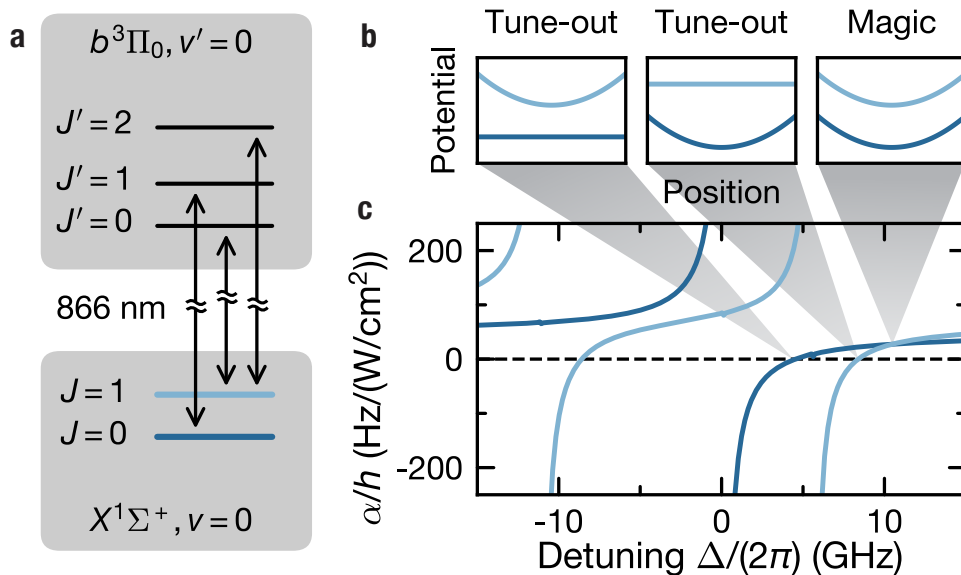 a
b³Π₀, v′ = 0
J′ = 2
J′ = 1
J′ = 0
866 nm
J = 1
J = 0
X¹Σ⁺, v = 0
b
Tune-out Tune-out Magic
Potential
Position
c
α/h (Hz/(W/cm²))
200
0
-200
-10 0 10
Detuning Δ/(2π) (GHz)